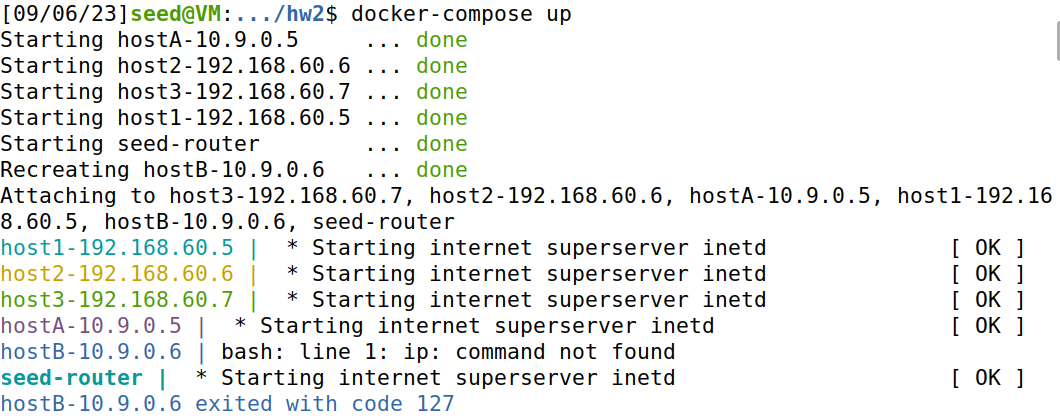 [09/06/23]seed@VM:.../hw2$ docker-compose up
Starting hostA-10.9.0.5     ... done
Starting host2-192.168.60.6 ... done
Starting host3-192.168.60.7 ... done
Starting host1-192.168.60.5 ... done
Starting seed-router        ... done
Recreating hostB-10.9.0.6   ... done
Attaching to host3-192.168.60.7, host2-192.168.60.6, hostA-10.9.0.5, host1-192.16
8.60.5, hostB-10.9.0.6, seed-router
host1-192.168.60.5 |  * Starting internet superserver inetd              [ OK ]
host2-192.168.60.6 |  * Starting internet superserver inetd              [ OK ]
host3-192.168.60.7 |  * Starting internet superserver inetd              [ OK ]
hostA-10.9.0.5 |  * Starting internet superserver inetd                  [ OK ]
hostB-10.9.0.6 | bash: line 1: ip: command not found
seed-router |  * Starting internet superserver inetd                     [ OK ]
hostB-10.9.0.6 exited with code 127